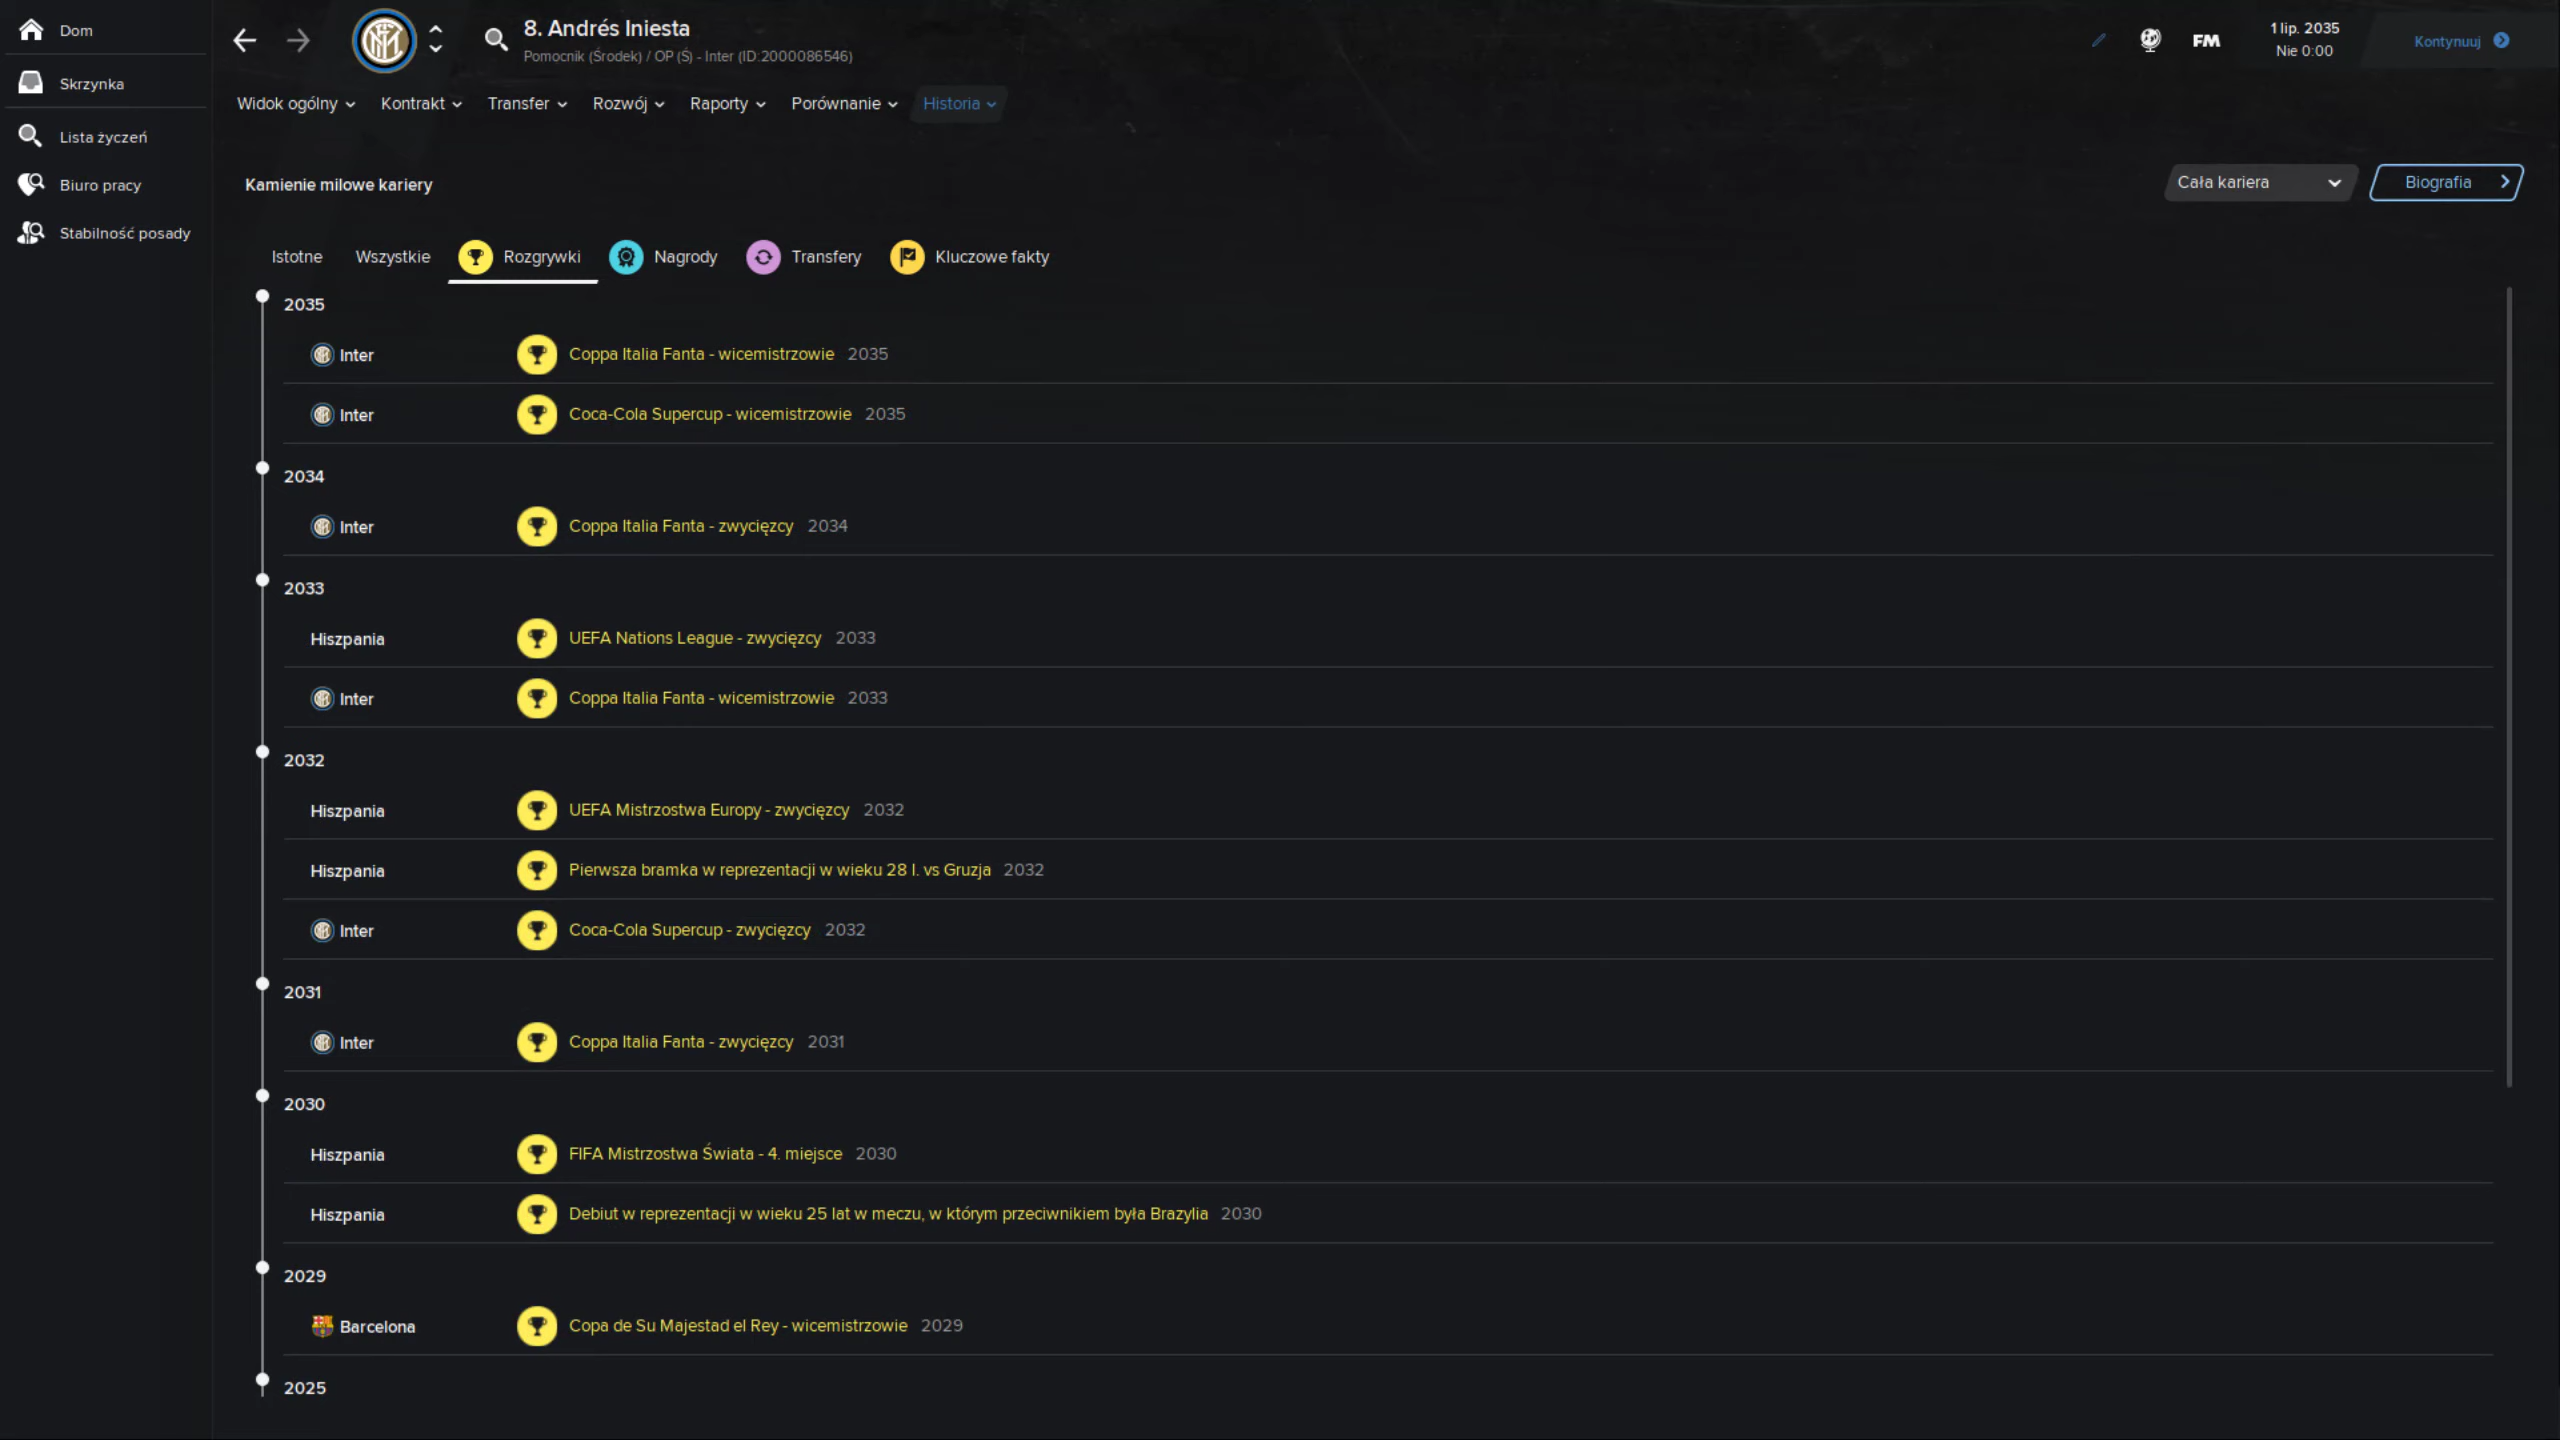 Dom
Skrzynka
Lista życzeń
Biuro pracy
Stabilność posady
8. Andrés Iniesta
Pomocnik (Środek) / OP (Ś) - Inter (ID:2000086546)
FM
1 lip. 2035
Nie 0:00
Kontynuuj
Widok ogólny Kontrakt Transfer Rozwój Raporty Porównanie Historia
Kamienie milowe kariery
Cała kariera
Biografia
Istotne Wszystkie Rozgrywki Nagrody Transfery Kluczowe fakty
2035
Inter Coppa Italia Fanta - wicemistrzowie 2035
Inter Coca-Cola Supercup - wicemistrzowie 2035
2034
Inter Coppa Italia Fanta - zwycięzcy 2034
2033
Hiszpania UEFA Nations League - zwycięzcy 2033
Inter Coppa Italia Fanta - wicemistrzowie 2033
2032
Hiszpania UEFA Mistrzostwa Europy - zwycięzcy 2032
Hiszpania Pierwsza bramka w reprezentacji w wieku 28 l. vs Gruzja 2032
Inter Coca-Cola Supercup - zwycięzcy 2032
2031
Inter Coppa Italia Fanta - zwycięzcy 2031
2030
Hiszpania FIFA Mistrzostwa Świata - 4. miejsce 2030
Hiszpania Debiut w reprezentacji w wieku 25 lat w meczu, w którym przeciwnikiem była Brazylia 2030
2029
Barcelona Copa de Su Majestad el Rey - wicemistrzowie 2029
2025